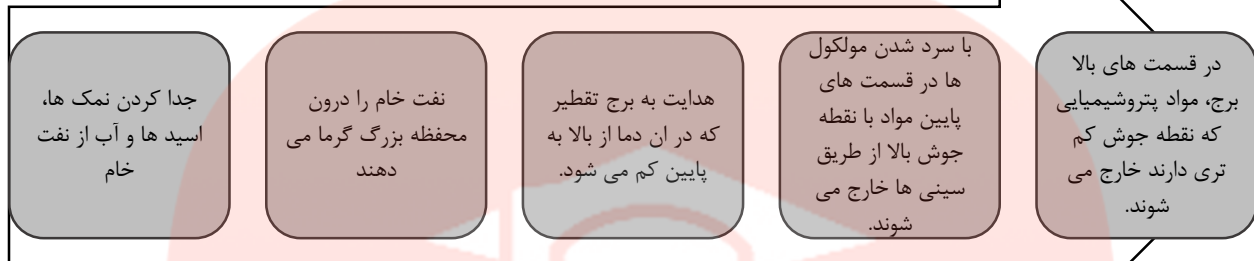 جدا کردن نمک ها،
اسید ها و آب از نفت
خام
نفت خام را درون
محفظه بزرگ گرما می
دهند
هدایت به برج تقطیر
که در ان دما از بالا به
پایین کم می شود.
با سرد شدن مولکول
ها در قسمت های
پایین مواد با نقطه
جوش بالا از طریق
سینی ها خارج می
شوند.
در قسمت های بالا
برج، مواد پتروشیمیایی
که نقطه جوش کم
تری دارند خارج می
شوند.